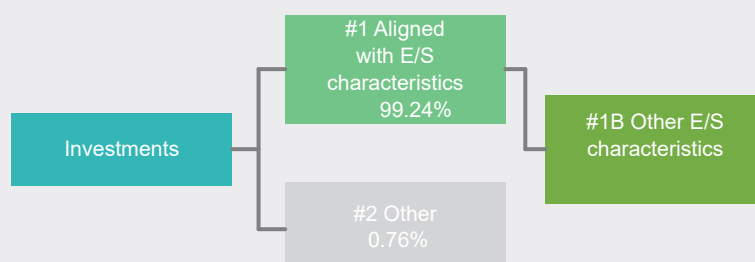 #1 Aligned
with E/S
characteristics
99.24%
Investments
#1B Other E/S
characteristics
#2 Other
0.76%